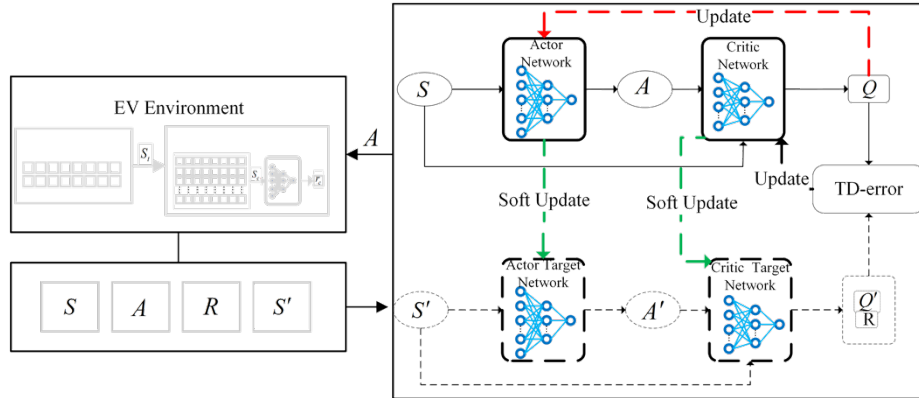 Update
Actor
Network
Critic
Network
S
A
Q
EV Environment
S_t
A
Update
TD-error
Soft Update
Soft Update
S
A
R
S'
S'
Actor Target
Network
A'
Critic Target
Network
Q'
R